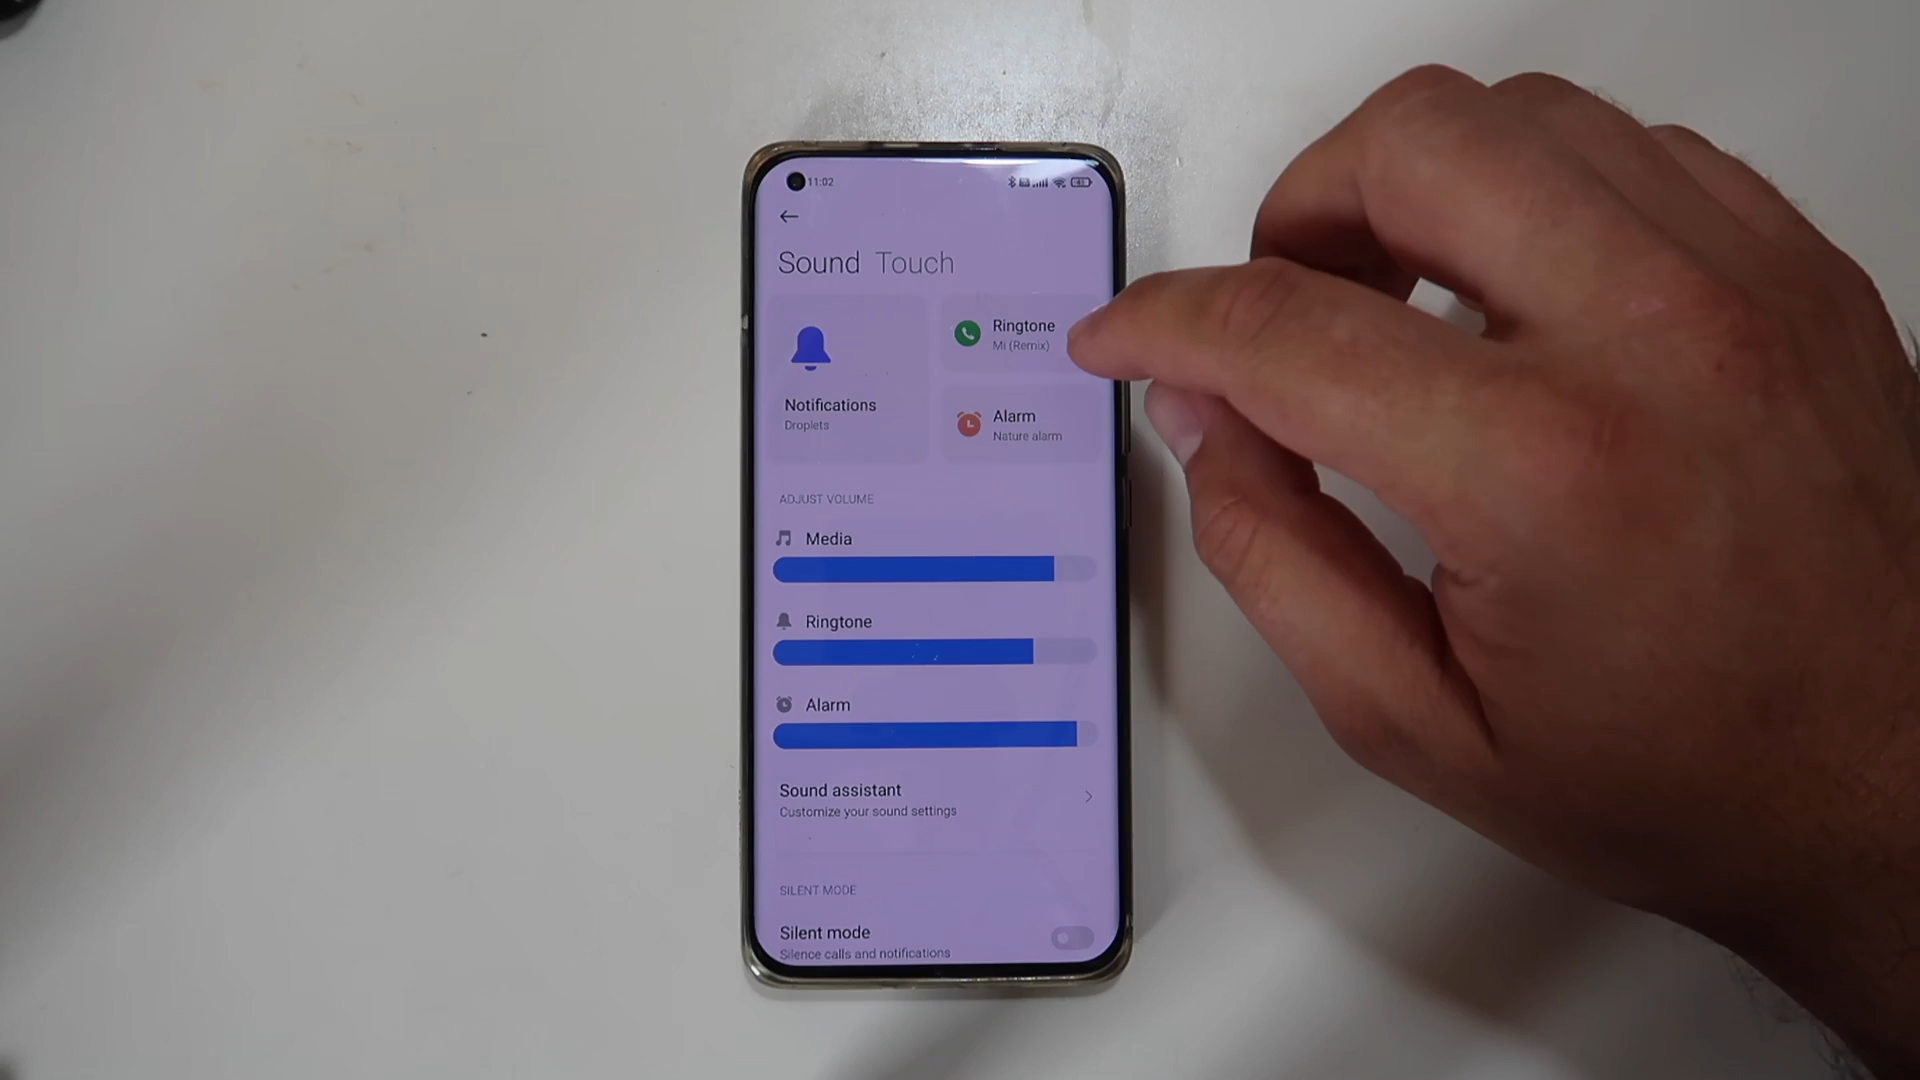 11:02
Sound Touch
Notifications
Droplets
Ringtone
Mi (Remix)
Alarm
Nature alarm
ADJUST VOLUME
Media
Ringtone
Alarm
Sound assistant
Customize your sound settings
SILENT MODE
Silent mode
Silence calls and notifications